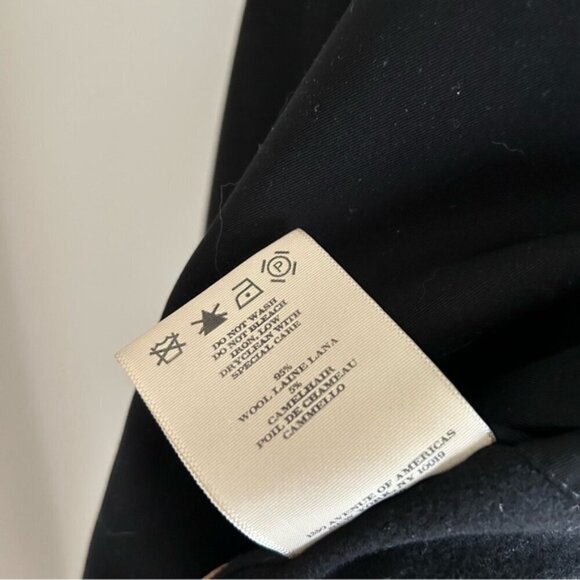 P
DO NOT WASH
DO NOT BLEACH
IRON, LOW
DRYCLEAN WITH
SPECIAL CARE
95%
WOOL LAINE LANA
5%
CAMELHAIR
POIL DE CHAMEAU
CAMMELLO
AVENUE OF AMERICAS
NY 10019